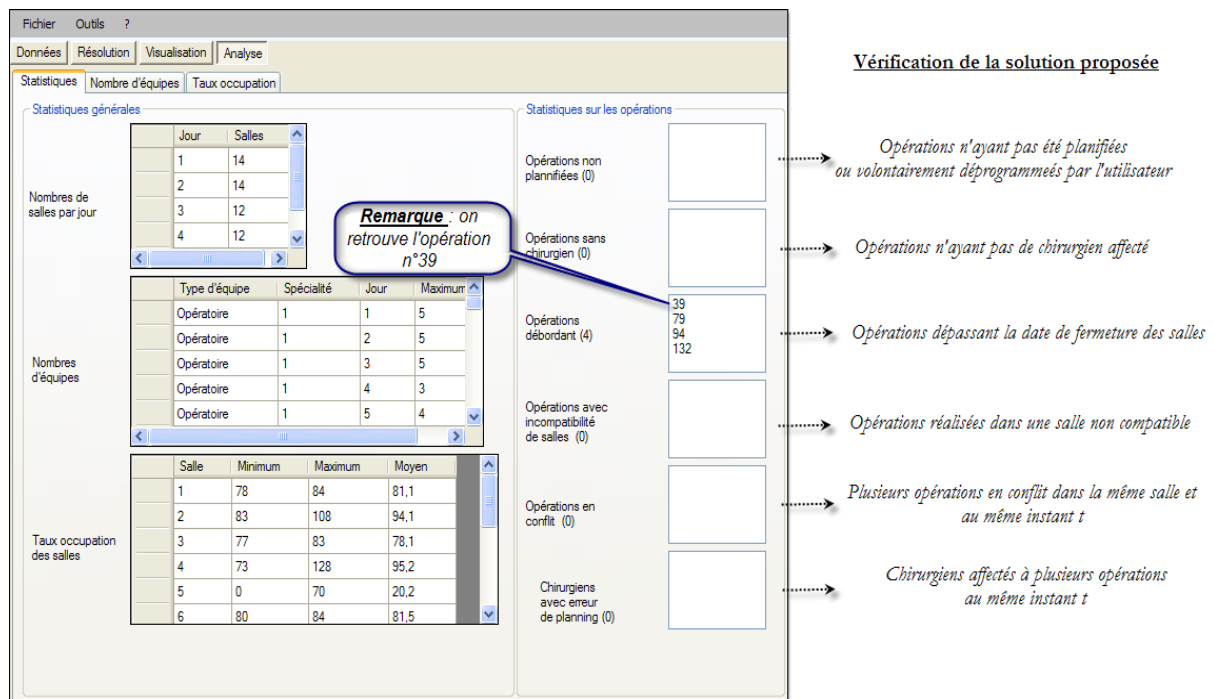 Fichier Outils ?
Données Résolution Visualisation Analyse
Statistiques Nombre d'équipes Taux occupation
Statistiques générales
Nombres de
salles par jour
Jour Salles
1 14
2 14
3 12
4 12
Nombres
d'équipes
Type d'équipe Spécialité Jour Maximum
Opératoire 1 1 5
Opératoire 1 2 5
Opératoire 1 3 5
Opératoire 1 4 3
Opératoire 1 5 4
Taux occupation
des salles
Salle Minimum Maximum Moyen
1 78 84 81,1
2 83 108 94,1
3 77 83 78,1
4 73 128 95,2
5 0 70 20,2
6 80 84 81,5
Remarque : on
retrouve l'opération
n°39
Statistiques sur les opérations
Opérations non
plannifiées (0)
Opérations sans
chirurgien (0)
Opérations
débordant (4)
39
79
94
132
Opérations avec
incompatibilité
de salles (0)
Opérations en
conflit (0)
Chirurgiens
avec erreur
de planning (0)
Vérification de la solution proposée
Opérations n'ayant pas été planifiées
ou volontairement déprogrammeés par l'utilisateur
Opérations n'ayant pas de chirurgien affecté
Opérations dépassant la date de fermeture des salles
Opérations réalisées dans une salle non compatible
Plusieurs opérations en conflit dans la même salle et
au même instant t
Chirurgiens affectés à plusieurs opérations
au même instant t